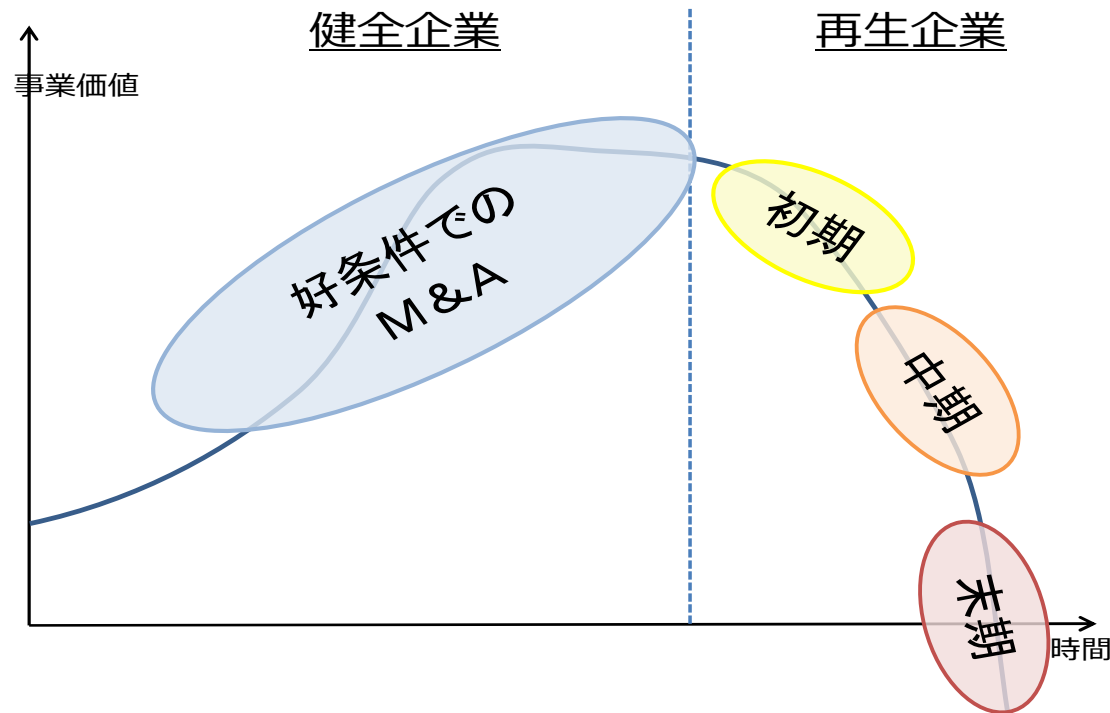 健全企業
再生企業
事業価値
好条件での
M&A
初期
中期
末期
時間